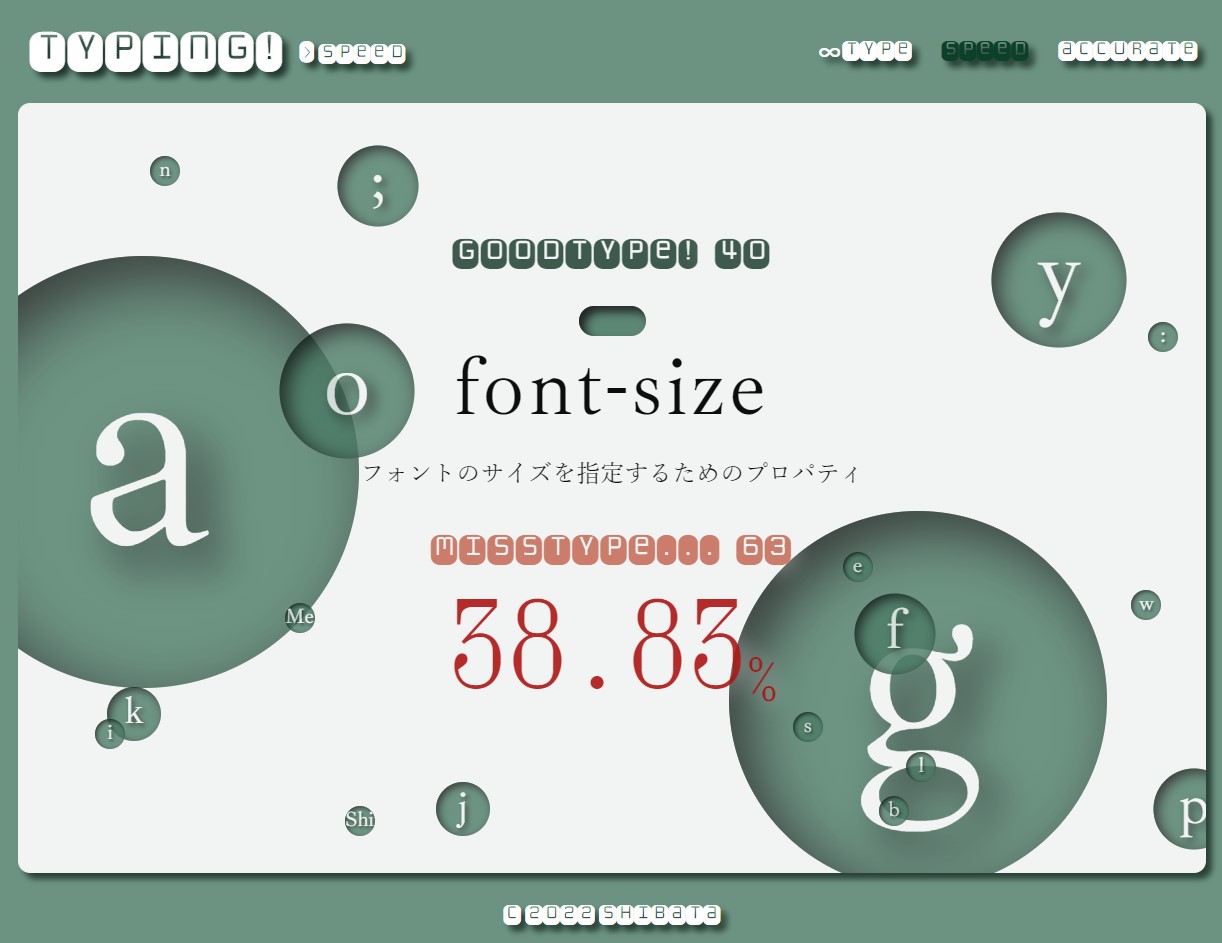 TYPING! > SPEED
∞TYPE SPEED ACCURATE
n
;
GOODTYPE! 40
y
:
a
o
font-size
フォントのサイズを指定するためのプロパティ
MISSTYPE... 63
e
f
g
w
Me
38.83%
k
i
s
l
b
j
Shi
p
C 2022 SHIBATA